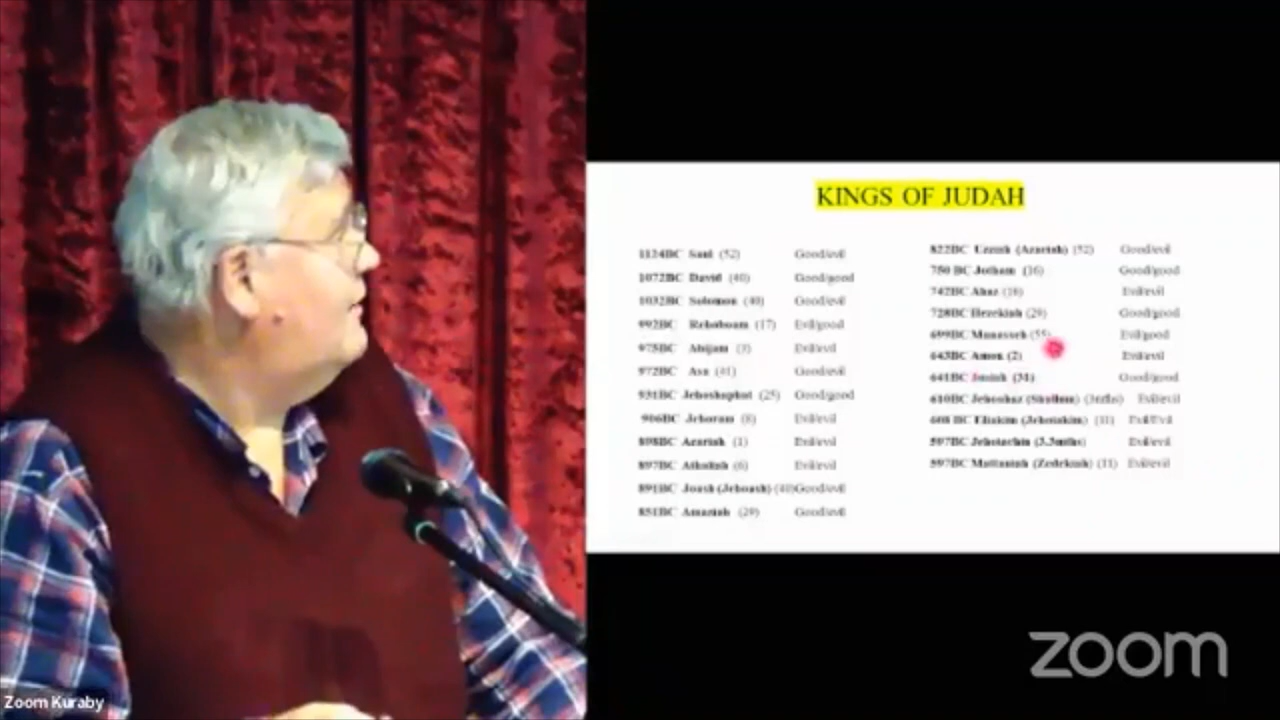 KINGS OF JUDAH
1124BC Saul (52) Good/evil
1072BC David (40) Good/good
1032BC Solomon (40) Good/evil
992BC Rehoboam (17) Evil/good
975BC Abijam (3) Evil/evil
972BC Asa (41) Good/evil
931BC Jehoshaphat (25) Good/good
906BC Jehoram (8) Evil/evil
898BC Azariah (1) Evil/evil
897BC Athaliah (6) Evil/evil
891BC Joash (Jehoash) (40) Good/evil
851BC Amaziah (29) Good/evil
822BC Uzziah (Azariah) (52) Good/evil
750 BC Jotham (16) Good/good
742BC Ahaz (16) Evil/evil
728BC Hezekiah (29) Good/good
699BC Manasseh (55) Evil/good
643BC Amon (2) Evil/evil
641BC Josiah (31) Good/good
610BC Jehoahaz (Shallum) Evil/evil
608 BC Eliakim (Jehoiakim) (11) Evil/Evil
597BC Jehoiachin (3.3mths) Evil/evil
597BC Mattaniah (Zedekiah) (11) Evil/evil
zoom
Zoom Kuraby